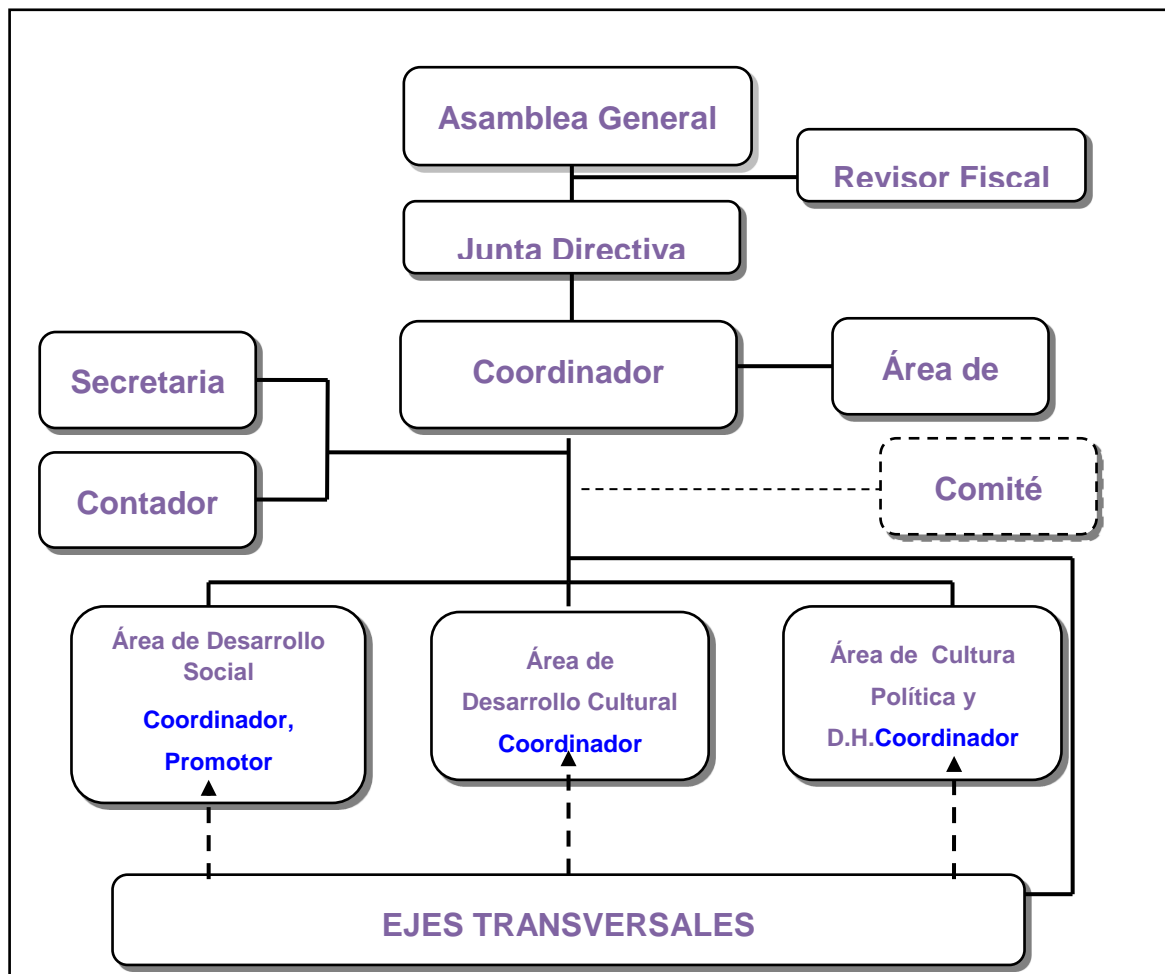 Asamblea General
Revisor Fiscal
Junta Directiva
Secretaria
Coordinador
Área de
Contador
Comité
Área de Desarrollo
Social
Coordinador,
Promotor
Área de
Desarrollo Cultural
Coordinador
Área de Cultura
Política y
D.H.Coordinador
EJES TRANSVERSALES